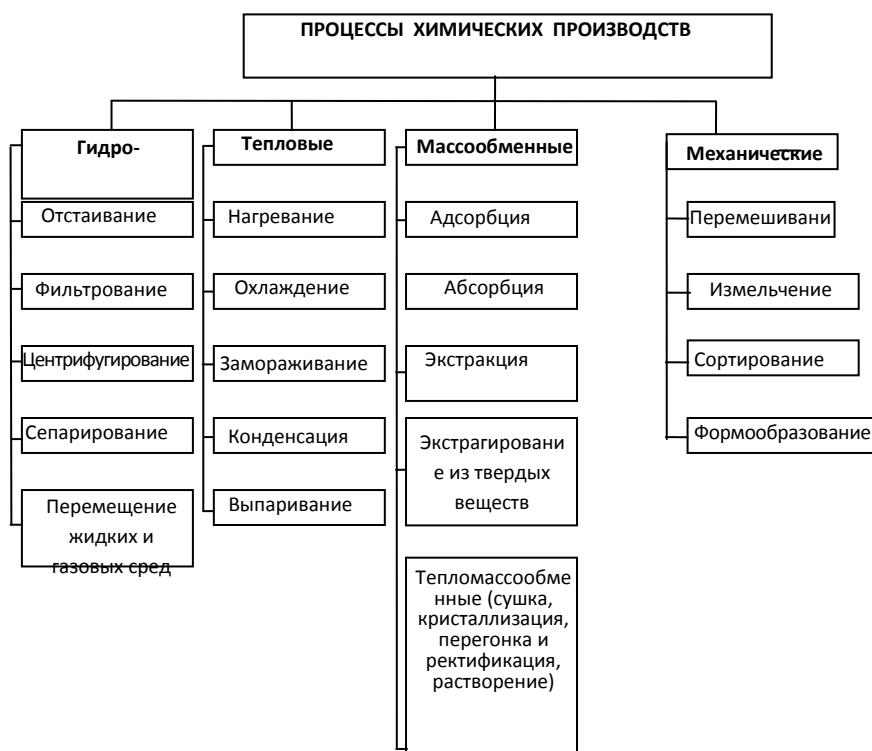 ПРОЦЕССЫ ХИМИЧЕСКИХ ПРОИЗВОДСТВ
Гидро-
Отстаивание
Фильтрование
Центрифугирование
Сепарирование
Перемещение
жидких и
газовых сред
Тепловые
Нагревание
Охлаждение
Замораживание
Конденсация
Выпаривание
Массообменные
Адсорбция
Абсорбция
Экстракция
Экстрагировани
е из твердых
веществ
Тепломассообме
нные (сушка,
кристаллизация,
перегонка и
ректификация,
растворение)
Механические
Перемешивани
Измельчение
Сортирование
Формообразование